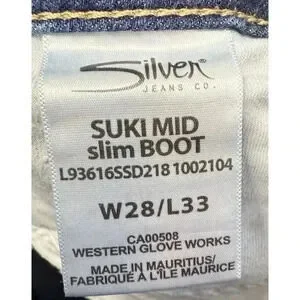 Silver®
JEANS CO.
SUKI MID
slim BOOT
L93616SSD218 1002104
W28/L33
CA00508
WESTERN GLOVE WORKS
MADE IN MAURITIUS/
FABRIQUÉ À L'ÎLE MAURICE